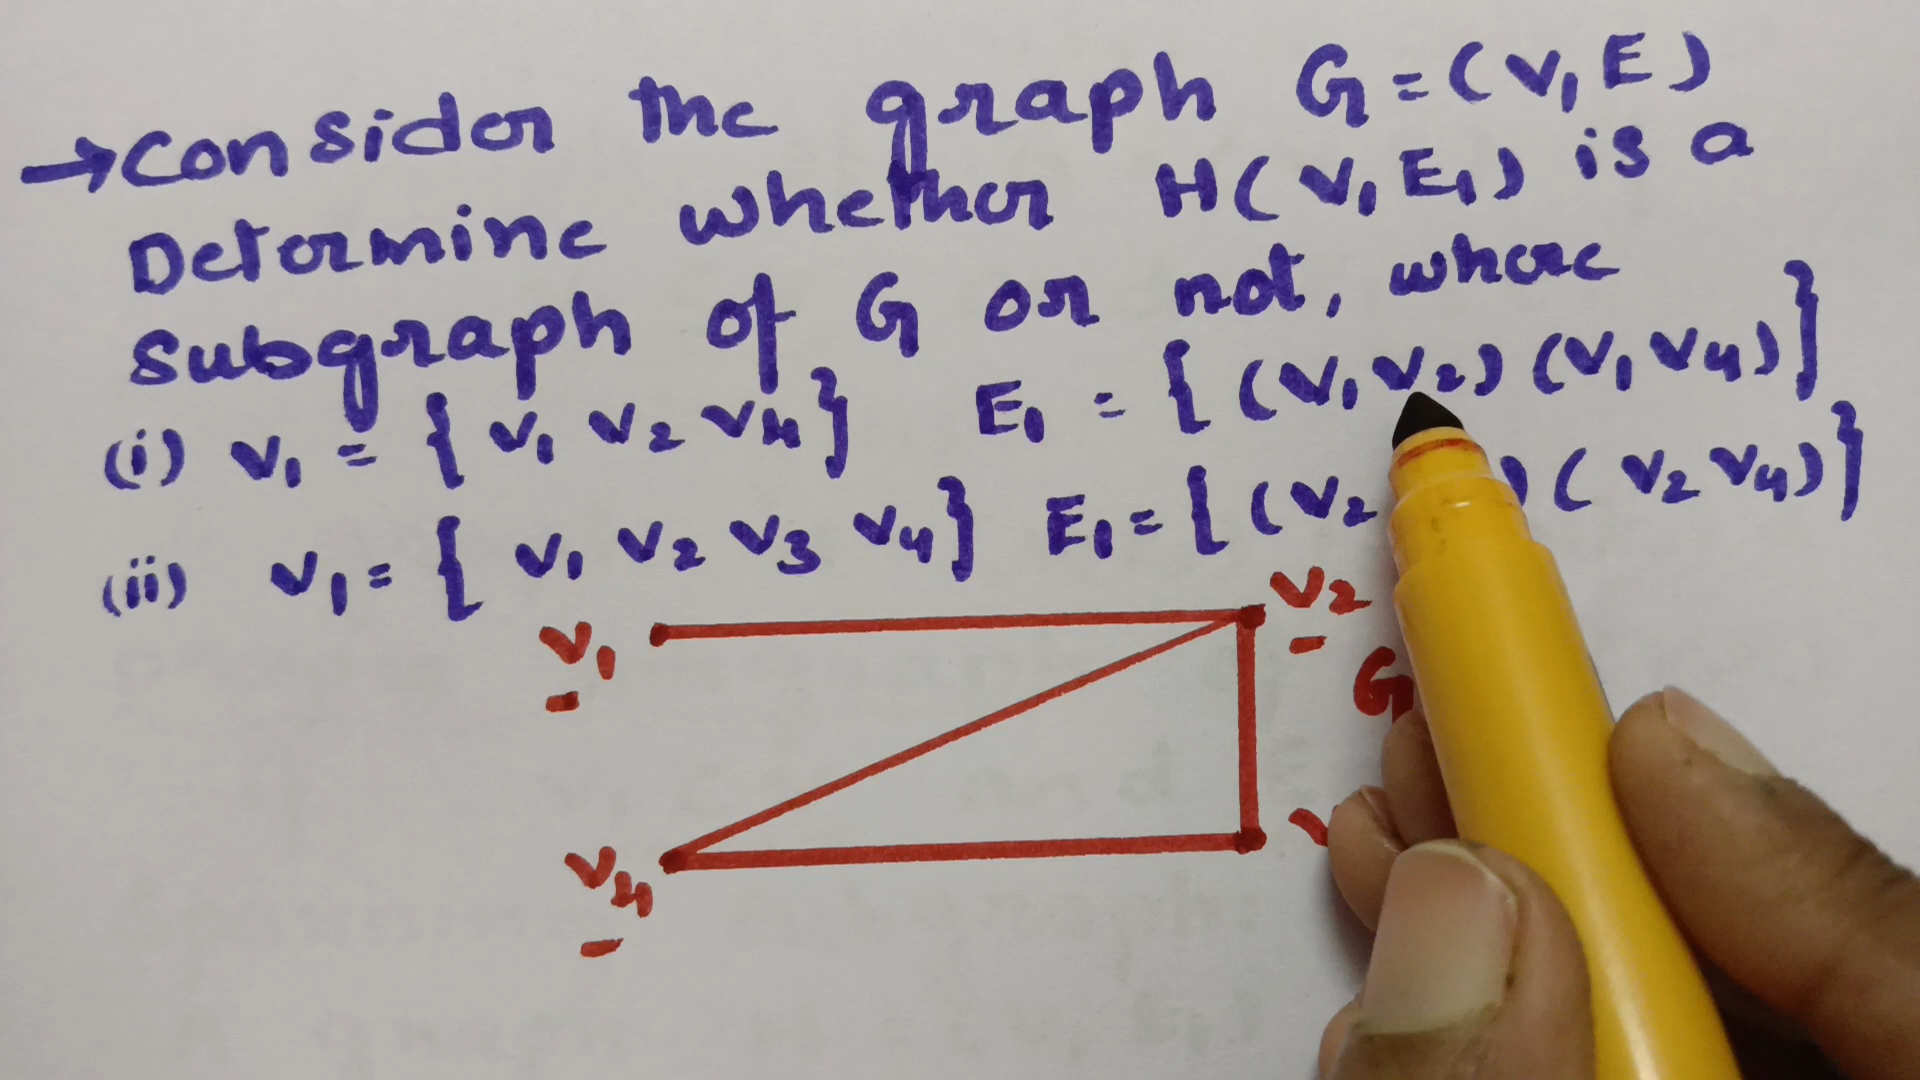 → Consider the graph G = (V, E)
Determine whether H(V, E1) is a
Subgraph of G or not, where
(i) V1 = { V1 V2 V4} E1 = { (V1 V2) (V1 V4)}
(ii) V1 = { V1 V2 V3 V4} E1 = { (V2 ) ( V2 V4)}
V1
V2
G
V4